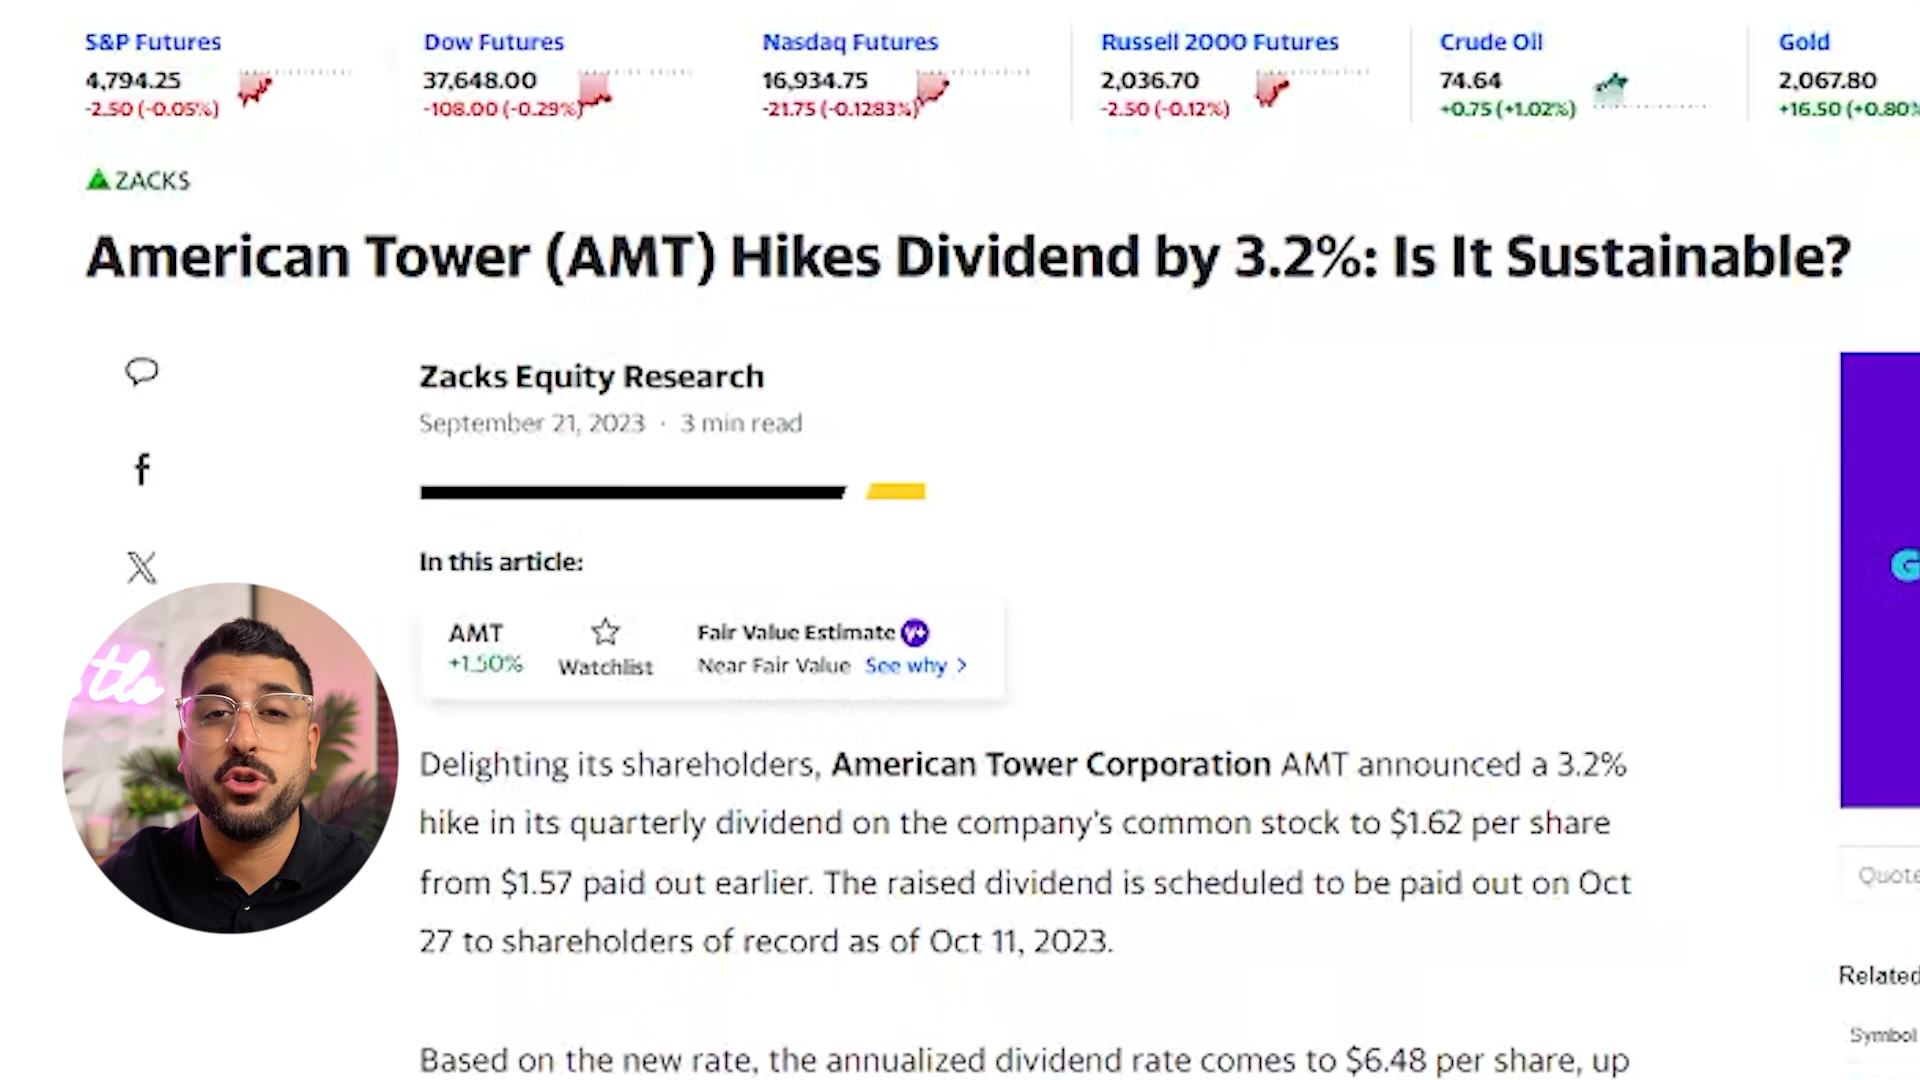 S&P Futures
4,794.25
-2.50 (-0.05%)
Dow Futures
37,648.00
-108.00 (-0.29%)
Nasdaq Futures
16,934.75
-21.75 (-0.1283%)
Russell 2000 Futures
2,036.70
-2.50 (-0.12%)
Crude Oil
74.64
+0.75 (+1.02%)
Gold
2,067.80
+16.50 (+0.80%
ZACKS
American Tower (AMT) Hikes Dividend by 3.2%: Is It Sustainable?
Zacks Equity Research
September 21, 2023 · 3 min read
In this article:
AMT
+1.50%
Watchlist
Fair Value Estimate Y+
Near Fair Value See why >
Delighting its shareholders, American Tower Corporation AMT announced a 3.2%
hike in its quarterly dividend on the company's common stock to $1.62 per share
from $1.57 paid out earlier. The raised dividend is scheduled to be paid out on Oct
27 to shareholders of record as of Oct 11, 2023.
Based on the new rate, the annualized dividend rate comes to $6.48 per share, up
G
Quote
Related
Symbol
tle